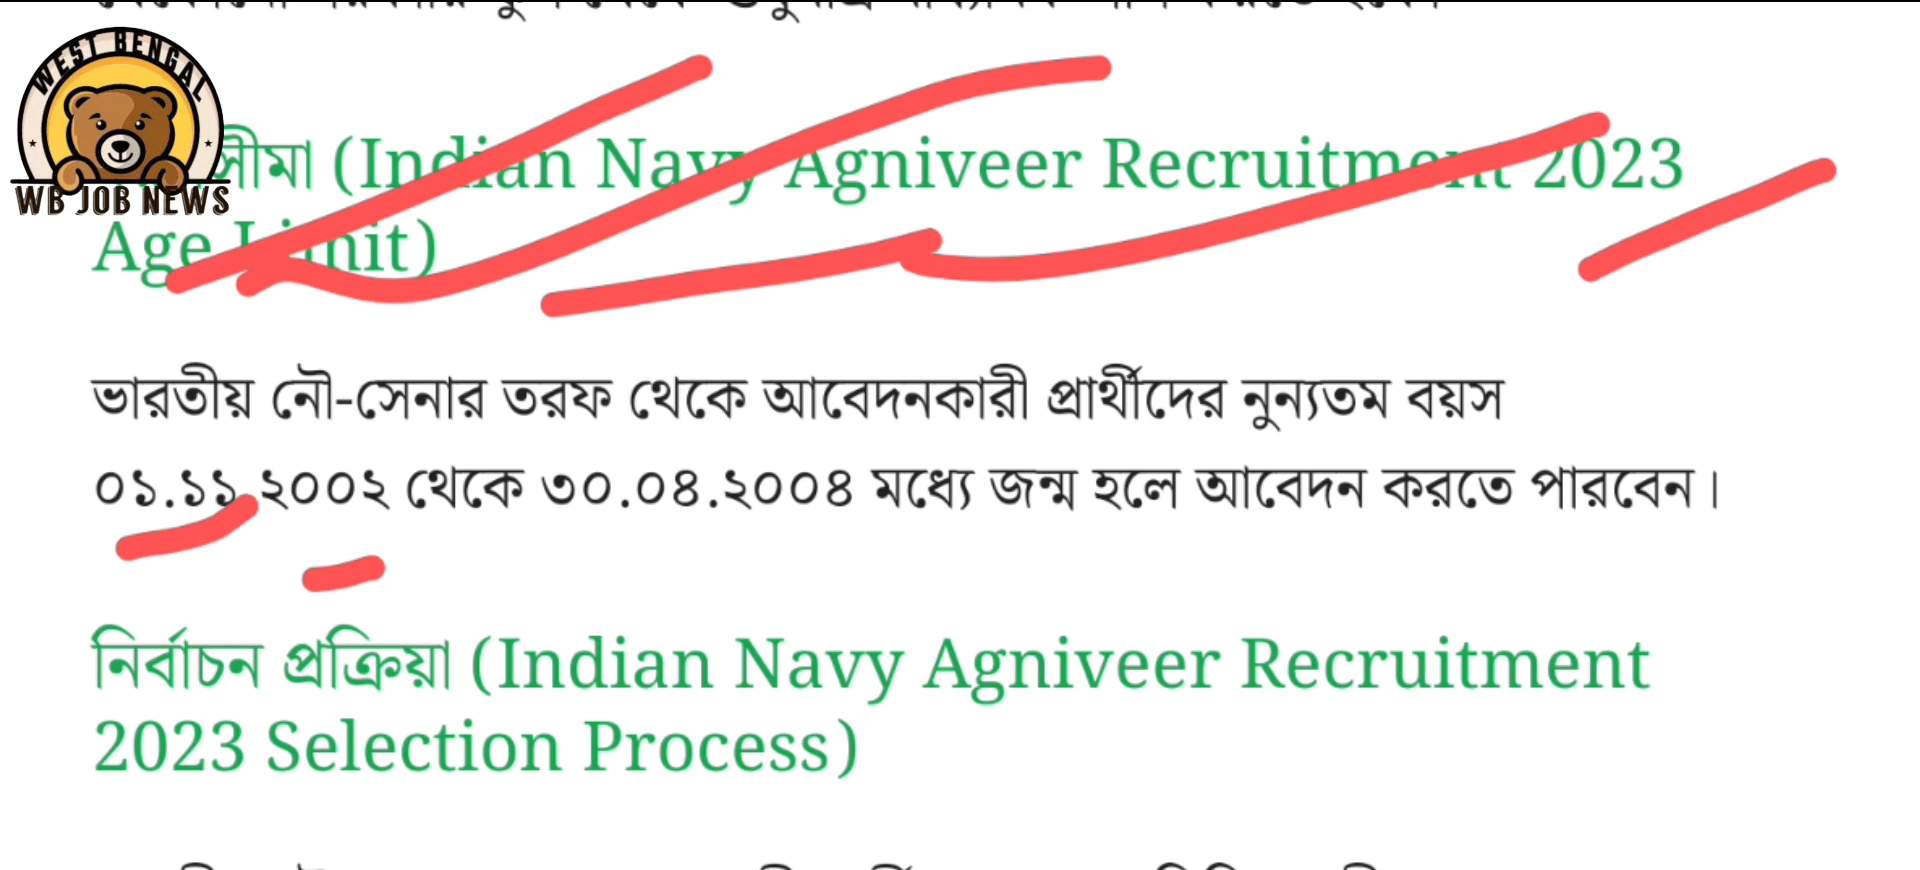 WEST BENGAL
WB JOB NEWS
সীমা (Indian Navy Agniveer Recruitment 2023
Age Limit)
ভারতীয় নৌ-সেনার তরফ থেকে আবেদনকারী প্রার্থীদের নুন্যতম বয়স
০১.১১.২০০২ থেকে ৩০.০৪.২০০৪ মধ্যে জন্ম হলে আবেদন করতে পারবেন।
নির্বাচন প্রক্রিয়া (Indian Navy Agniveer Recruitment
2023 Selection Process)